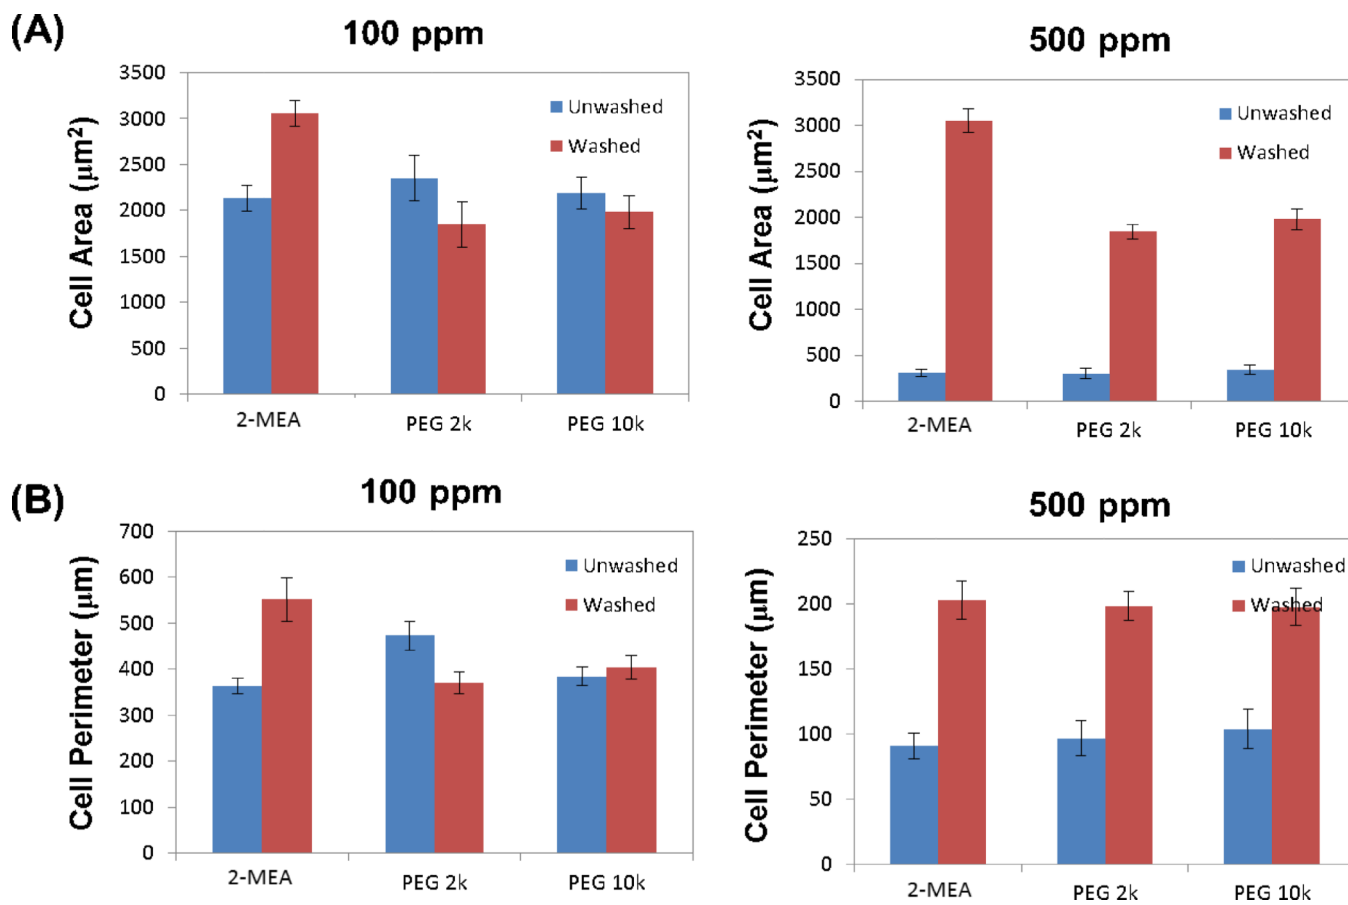 (A)
100 ppm
Cell Area (μm²)
3500
3000
2500
2000
1500
1000
500
0
Unwashed
Washed
2-MEA
PEG 2k
PEG 10k
500 ppm
Cell Area (μm²)
3500
3000
2500
2000
1500
1000
500
0
Unwashed
Washed
2-MEA
PEG 2k
PEG 10k
(B)
100 ppm
Cell Perimeter (μm)
700
600
500
400
300
200
100
0
Unwashed
Washed
2-MEA
PEG 2k
PEG 10k
500 ppm
Cell Perimeter (μm)
250
200
150
100
50
0
Unwashed
Washed
2-MEA
PEG 2k
PEG 10k